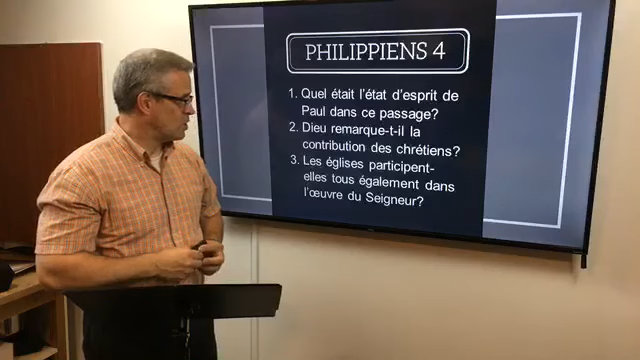 PHILIPPIENS 4
1. Quel était l'état d'esprit de
Paul dans ce passage?
2. Dieu remarque-t-il la
contribution des chrétiens?
3. Les églises participent-
elles tous également dans
l'œuvre du Seigneur?